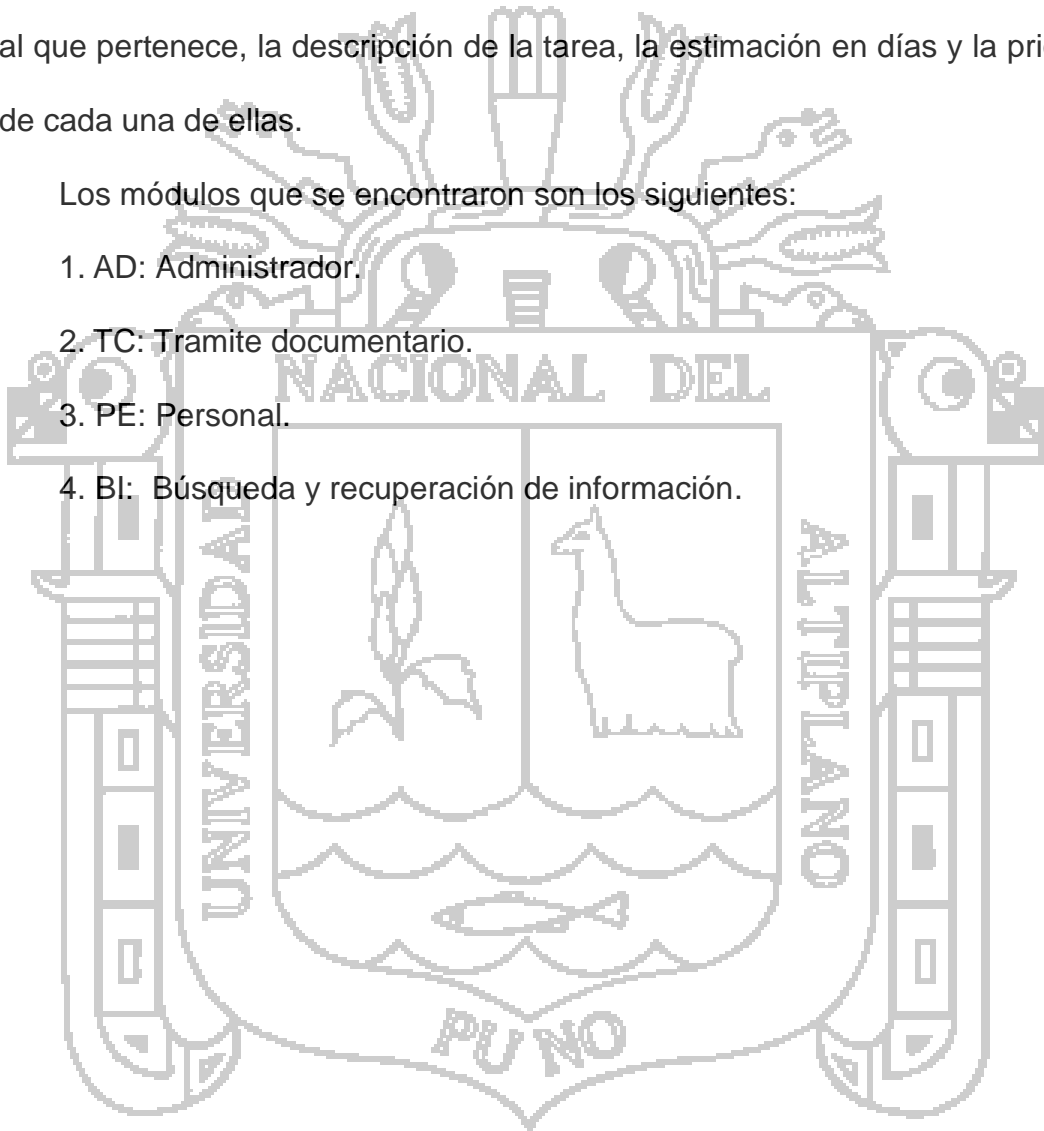 al que pertenece, la descripción de la tarea, la estimación en días y la
de cada una de ellas.
Los módulos que se encontraron son los siguientes:
1. AD: Administrador.
2. TC: Tramite documentario.
3. PE: Personal.
4. BI: Búsqueda y recuperación de información.
NACIONAL DEL
UNIVERSIDAD
ALTIPLANO
PUNO